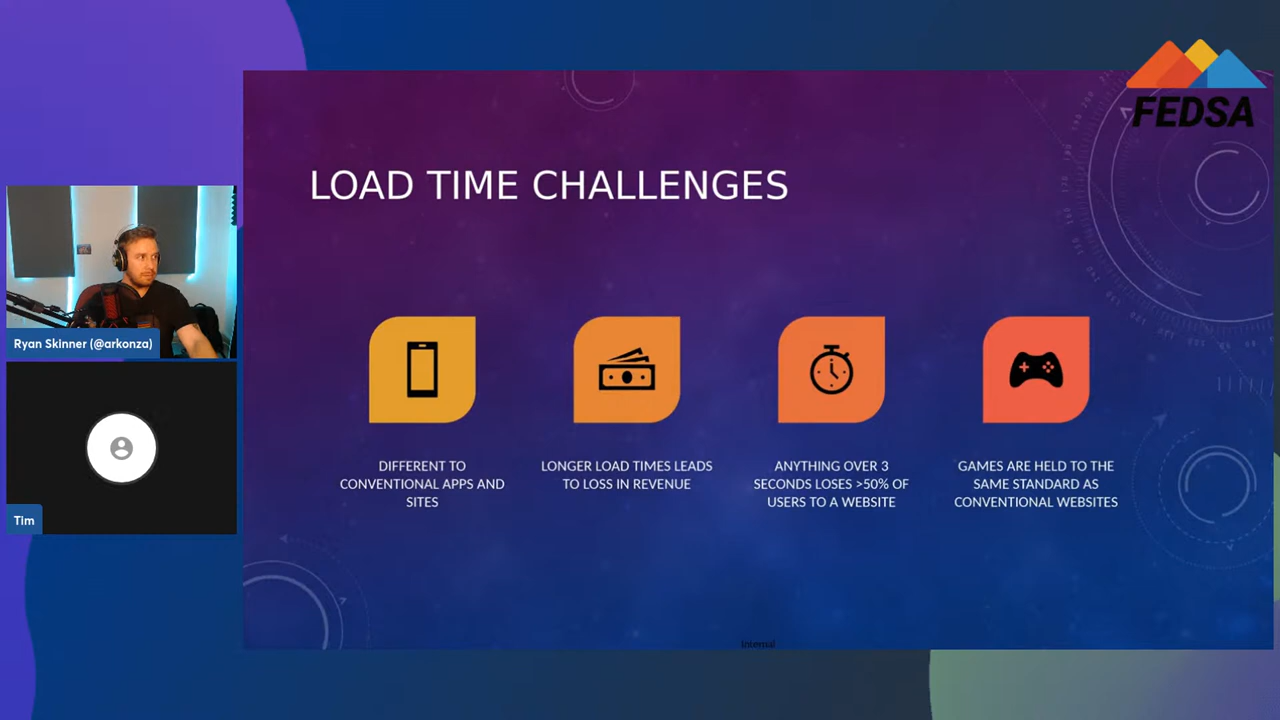 FEDSA
LOAD TIME CHALLENGES
Ryan Skinner (@arkonza)
Tim
DIFFERENT TO
CONVENTIONAL APPS AND
SITES
LONGER LOAD TIMES LEADS
TO LOSS IN REVENUE
ANYTHING OVER 3
SECONDS LOSES >50% OF
USERS TO A WEBSITE
GAMES ARE HELD TO THE
SAME STANDARD AS
CONVENTIONAL WEBSITES
Internal